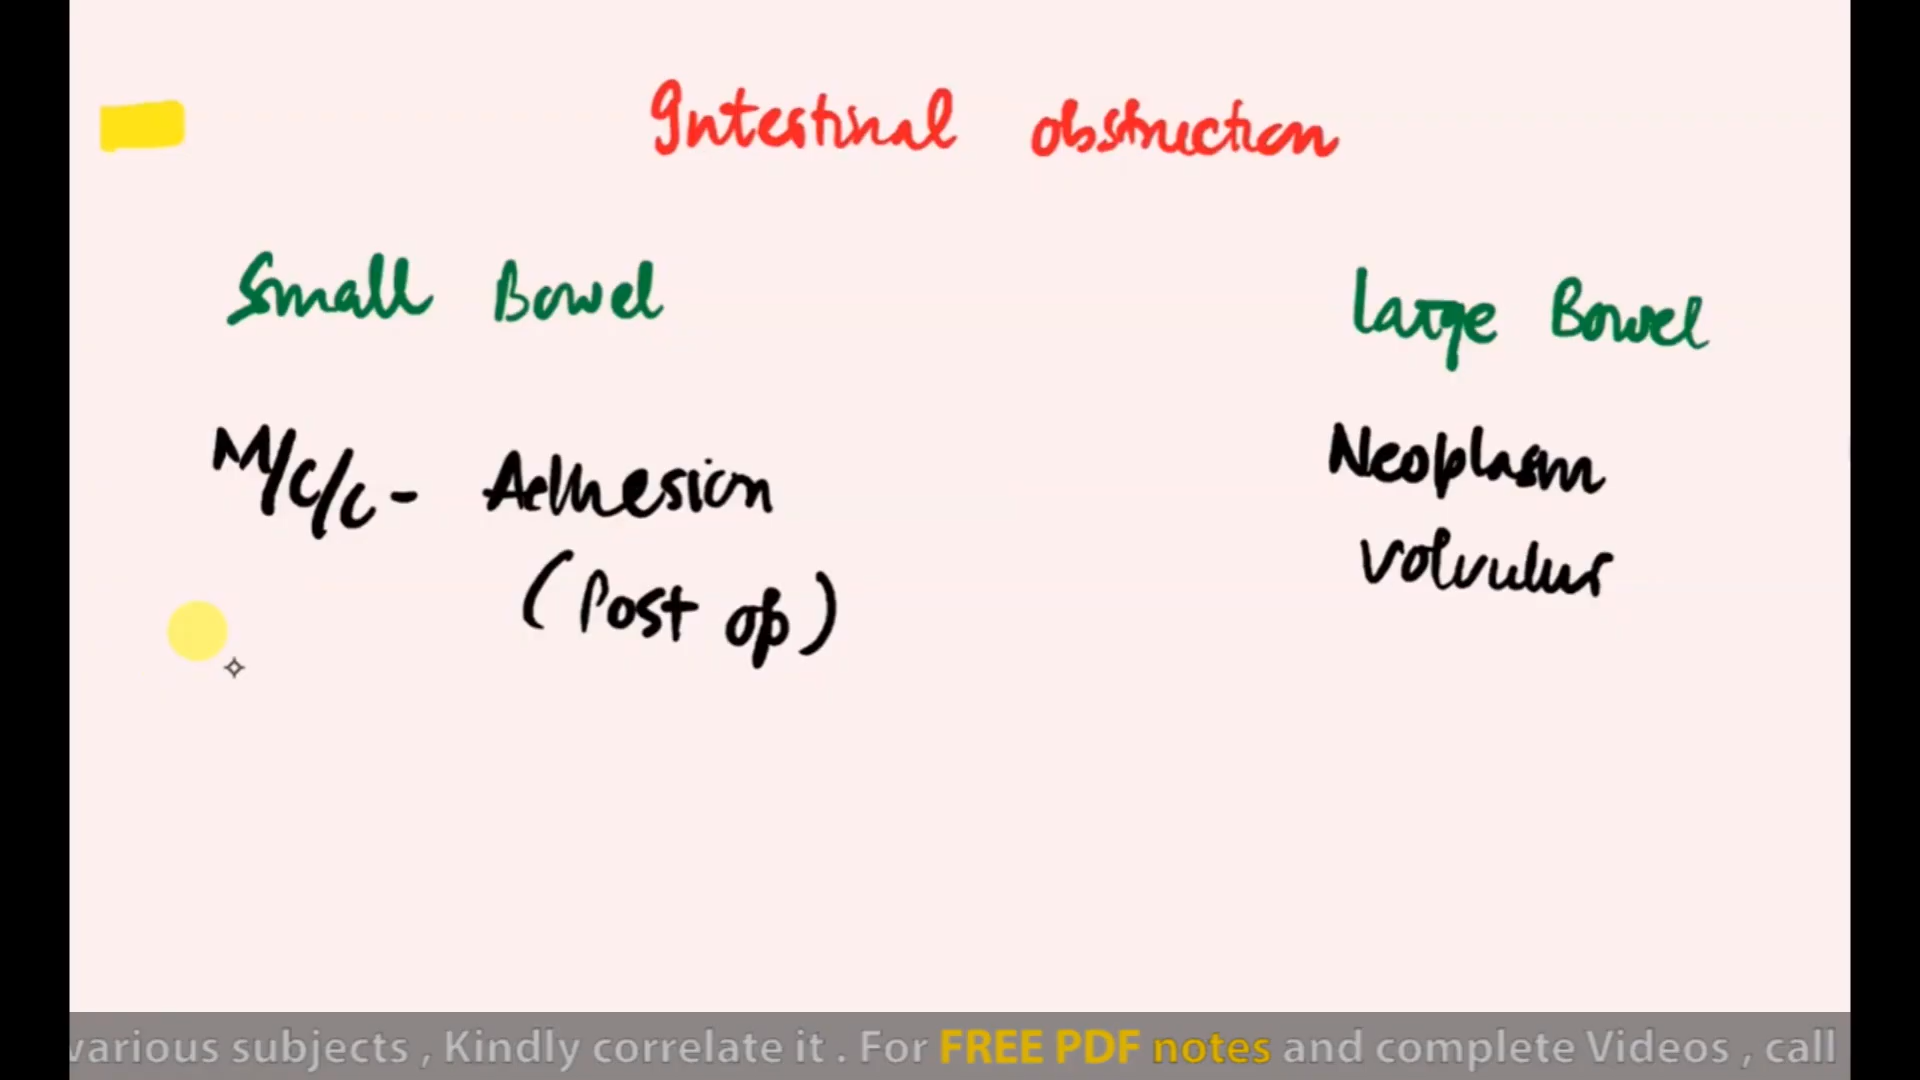 Intestinal obstruction
Small Bowel
Large Bowel
M/C/C - Adhesion
(Post op)
Neoplasm
Volvulus
various subjects , Kindly correlate it . For FREE PDF notes and complete Videos , call